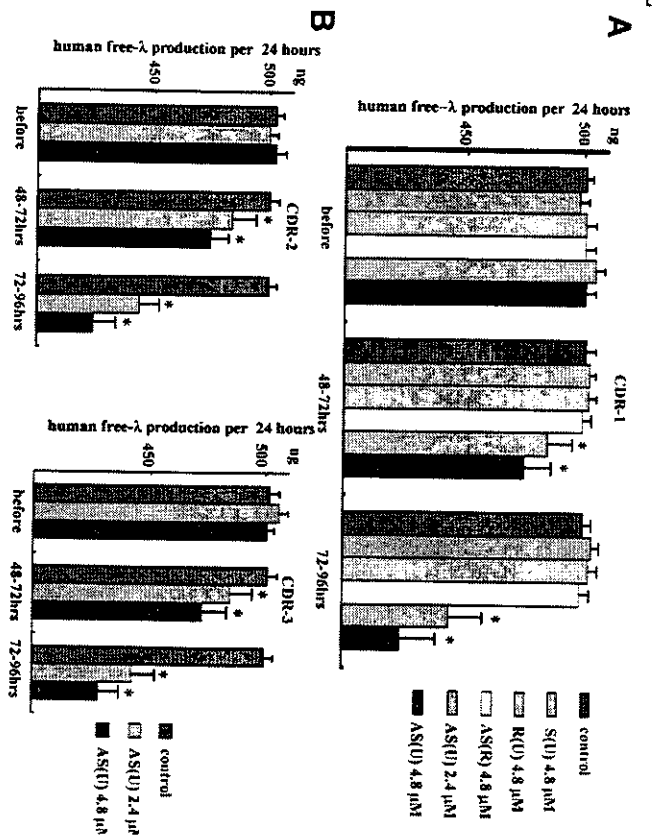 A
human free-λ production per 24 hours
ng
500
450
CDR-1
before
48-72hrs
72-96hrs
*
*
*
*
control
S(U) 4.8 µM
R(U) 4.8 µM
AS(R) 4.8 µM
AS(U) 2.4 µM
AS(U) 4.8 µM
B
human free-λ production per 24 hours
ng
500
450
CDR-2
before
48-72hrs
72-96hrs
*
*
*
*
human free-λ production per 24 hours
ng
500
450
CDR-3
before
48-72hrs
72-96hrs
*
*
*
*
control
AS(U) 2.4 µM
AS(U) 4.8 µM